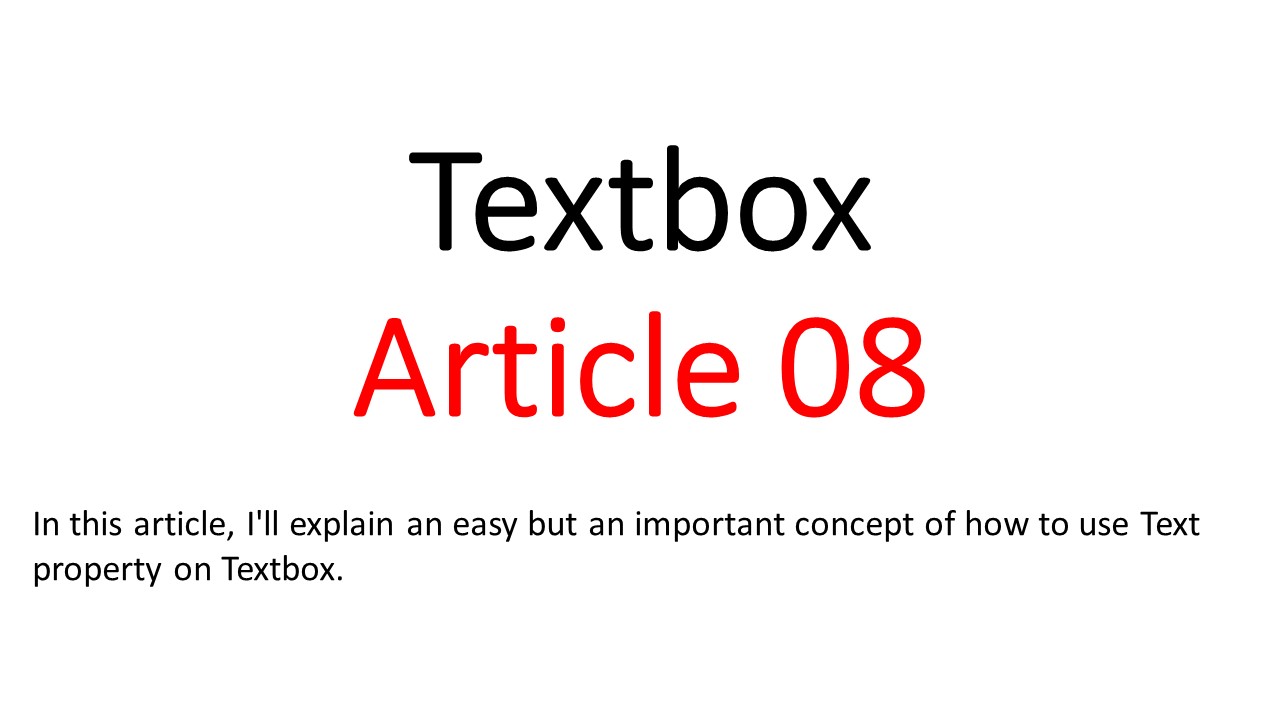 Textbox
Article 08
In this article, I'll explain an easy but an important concept of how to use Text
property on Textbox.